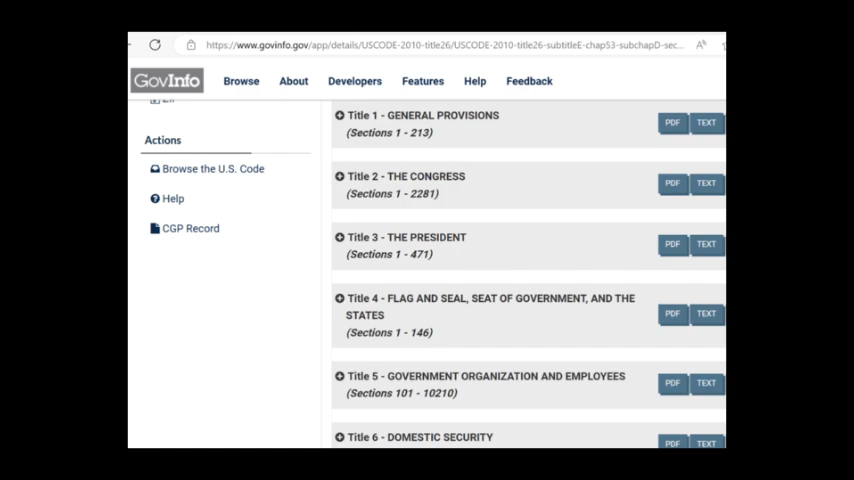 https://www.govinfo.gov/app/details/USCODE-2010-title26/USCODE-2010-title26-subtitleE-chap53-subchapD-sec...
GovInfo Browse About Developers Features Help Feedback
Actions
Browse the U.S. Code
Help
CGP Record
Title 1 - GENERAL PROVISIONS
(Sections 1 - 213)
PDF TEXT
Title 2 - THE CONGRESS
(Sections 1 - 2281)
PDF TEXT
Title 3 - THE PRESIDENT
(Sections 1 - 471)
PDF TEXT
Title 4 - FLAG AND SEAL, SEAT OF GOVERNMENT, AND THE
STATES
(Sections 1 - 146)
PDF TEXT
Title 5 - GOVERNMENT ORGANIZATION AND EMPLOYEES
(Sections 101 - 10210)
PDF TEXT
Title 6 - DOMESTIC SECURITY
PDF TEXT